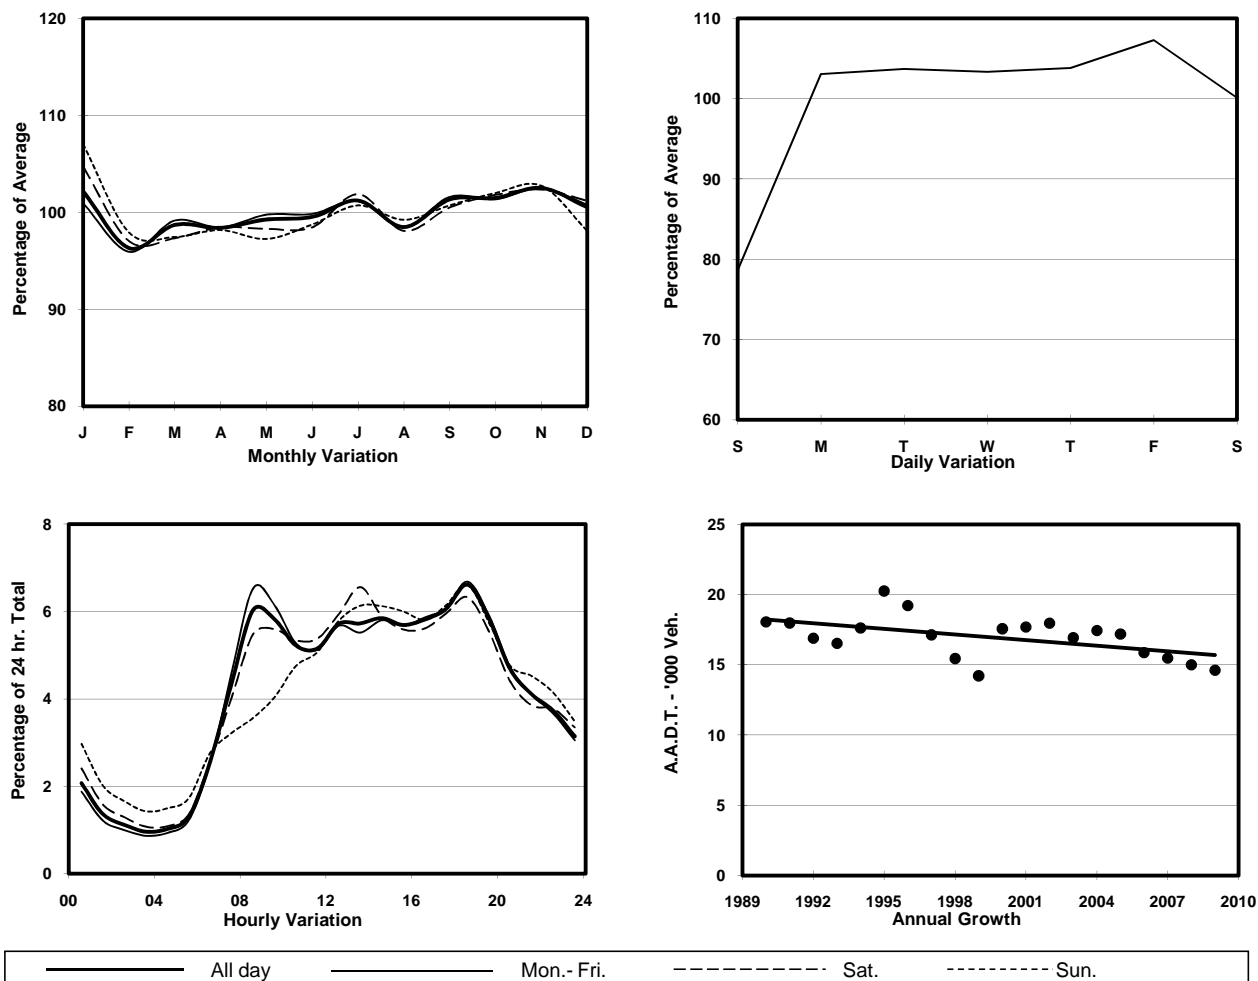 120
110
100
90
80
Percentage of Average
J F M A M J J A S O N D
Monthly Variation
110
100
90
80
70
60
Percentage of Average
S M T W T F S
Daily Variation
8
6
4
2
0
Percentage of 24 hr. Total
00 04 08 12 16 20 24
Hourly Variation
25
20
15
10
5
0
A.A.D.T. - '000 Veh.
1989 1992 1995 1998 2001 2004 2007 2010
Annual Growth
All day Mon.- Fri. Sat. Sun.